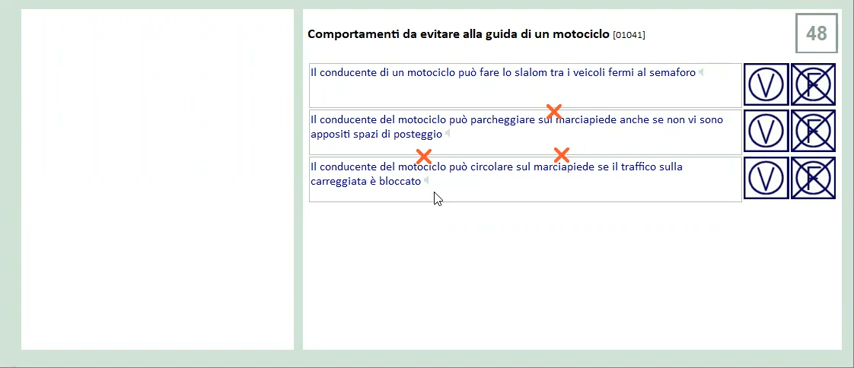 Comportamenti da evitare alla guida di un motociclo [01041]
48
Il conducente di un motociclo può fare lo slalom tra i veicoli fermi al semaforo
V F
Il conducente del motociclo può parcheggiare sul marciapiede anche se non vi sono
appositi spazi di posteggio
V F
Il conducente del motociclo può circolare sul marciapiede se il traffico sulla
carreggiata è bloccato
V F